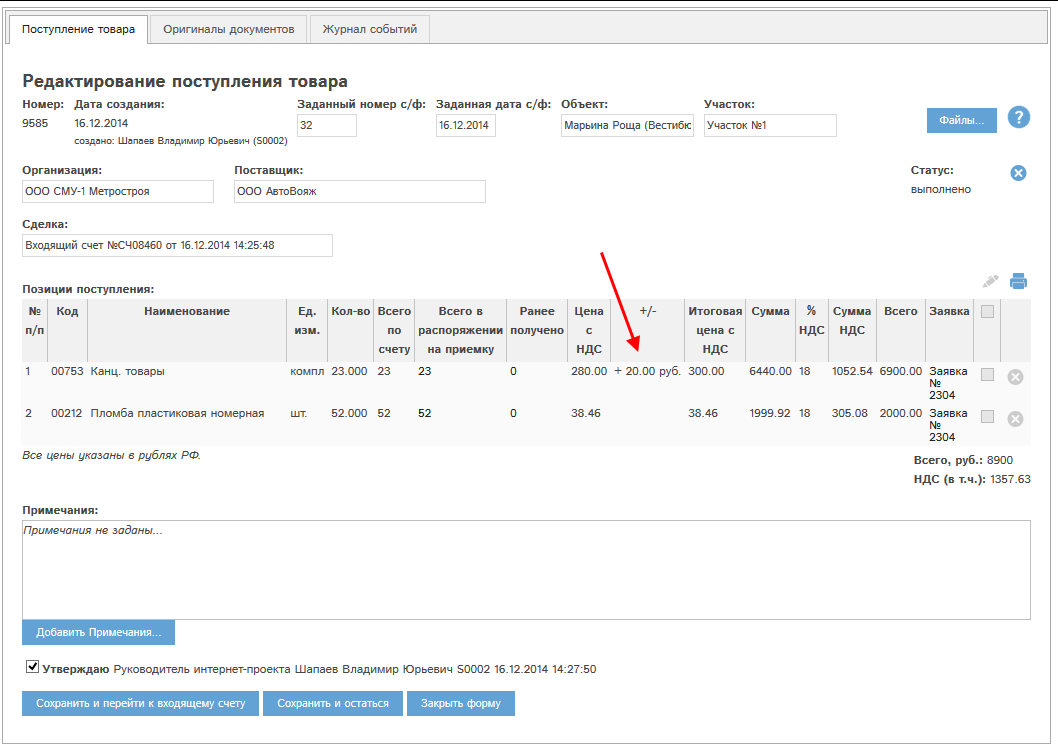 Поступление товара Оригиналы документов Журнал событий
Редактирование поступления товара
Номер: Дата создания: Заданный номер с/ф: Заданная дата с/ф: Объект: Участок:
9585 16.12.2014 32 16.12.2014 Марьина Роща (Вестибю Участок №1 Файлы... ?
создано: Шапаев Владимир Юрьевич (S0002)
Организация: Поставщик: Статус:
ООО СМУ-1 Метростроя ООО АвтоВояж выполнено
Сделка:
Входящий счет №СЧ08460 от 16.12.2014 14:25:48
Позиции поступления:
№ Код Наименование Ед. Кол-во Всего Всего в Ранее Цена +/- Итоговая Сумма % Сумма Всего Заявка
п/п изм. по распоряжении получено с цена с НДС НДС
счету на приемку НДС НДС
1 00753 Канц. товары компл 23.000 23 23 0 280.00 + 20.00 руб. 300.00 6440.00 18 1052.54 6900.00 Заявка
№
2304
2 00212 Пломба пластиковая номерная шт. 52.000 52 52 0 38.46 38.46 1999.92 18 305.08 2000.00 Заявка
№
2304
Все цены указаны в рублях РФ.
Всего, руб.: 8900
НДС (в т.ч.): 1357.63
Примечания:
Примечания не заданы...
Добавить Примечания...
Утверждаю Руководитель интернет-проекта Шапаев Владимир Юрьевич S0002 16.12.2014 14:27:50
Сохранить и перейти к входящему счету Сохранить и остаться Закрыть форму